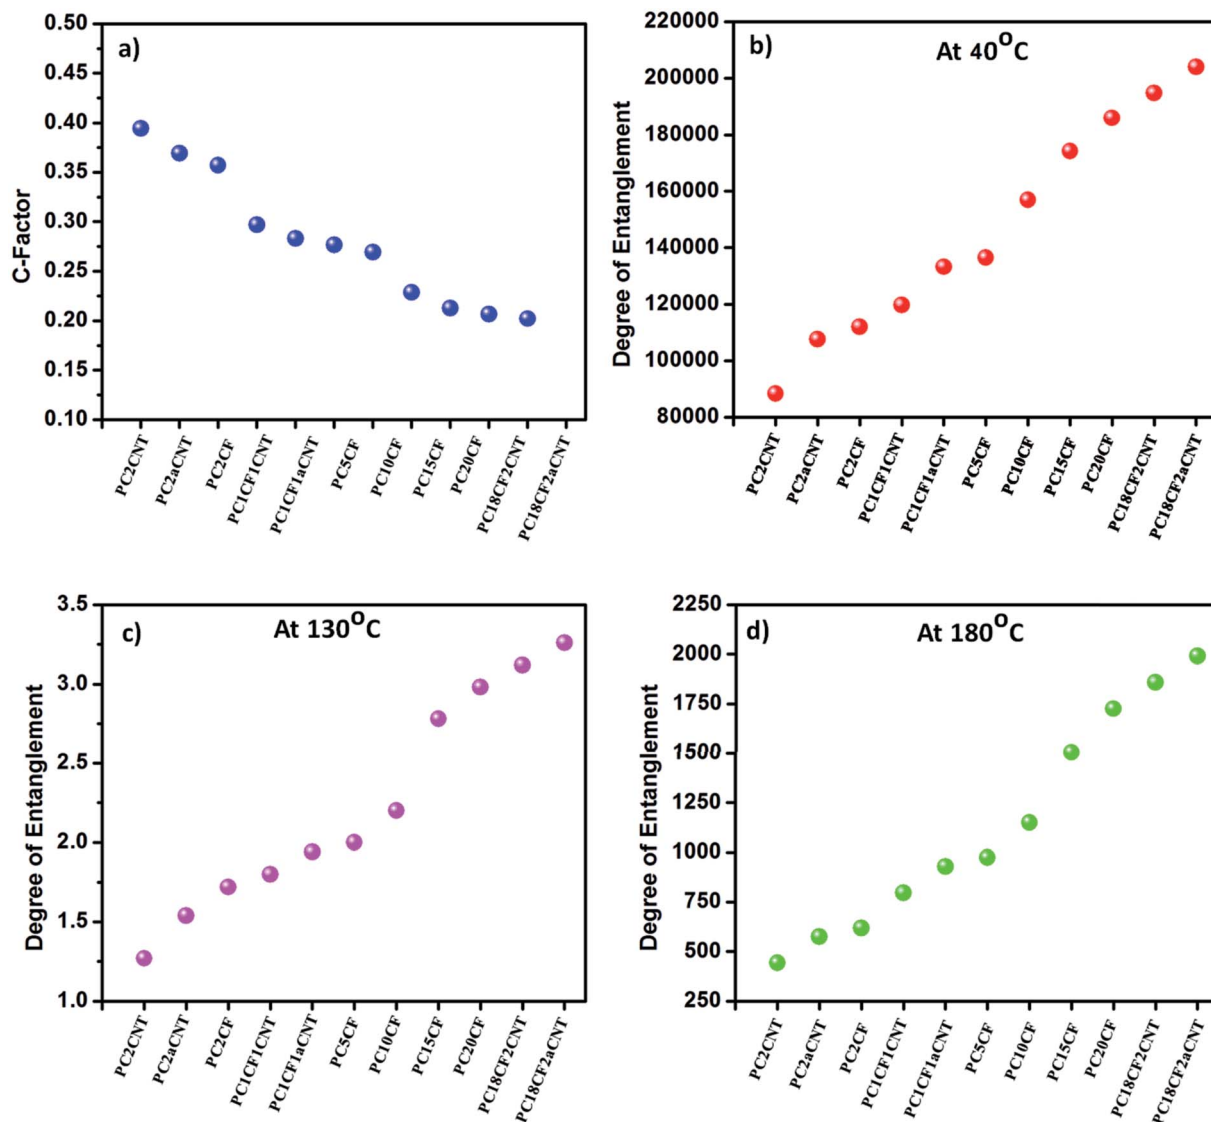 a)
C-Factor
0.50
0.45
0.40
0.35
0.30
0.25
0.20
0.15
0.10
PC2CNT
PC2aCNT
PC2CF
PC1CF1CNT
PC1CF1aCNT
PC5CF
PC10CF
PC15CF
PC20CF
PC18CF2CNT
PC18CF2aCNT
b)
At 40°C
Degree of Entanglement
220000
200000
180000
160000
140000
120000
100000
80000
PC2CNT
PC2aCNT
PC2CF
PC1CF1CNT
PC1CF1aCNT
PC5CF
PC10CF
PC15CF
PC20CF
PC18CF2CNT
PC18CF2aCNT
c)
At 130°C
Degree of Entanglement
3.5
3.0
2.5
2.0
1.5
1.0
PC2CNT
PC2aCNT
PC2CF
PC1CF1CNT
PC1CF1aCNT
PC5CF
PC10CF
PC15CF
PC20CF
PC18CF2CNT
PC18CF2aCNT
d)
At 180°C
Degree of Entanglement
2250
2000
1750
1500
1250
1000
750
500
250
PC2CNT
PC2aCNT
PC2CF
PC1CF1CNT
PC1CF1aCNT
PC5CF
PC10CF
PC15CF
PC20CF
PC18CF2CNT
PC18CF2aCNT